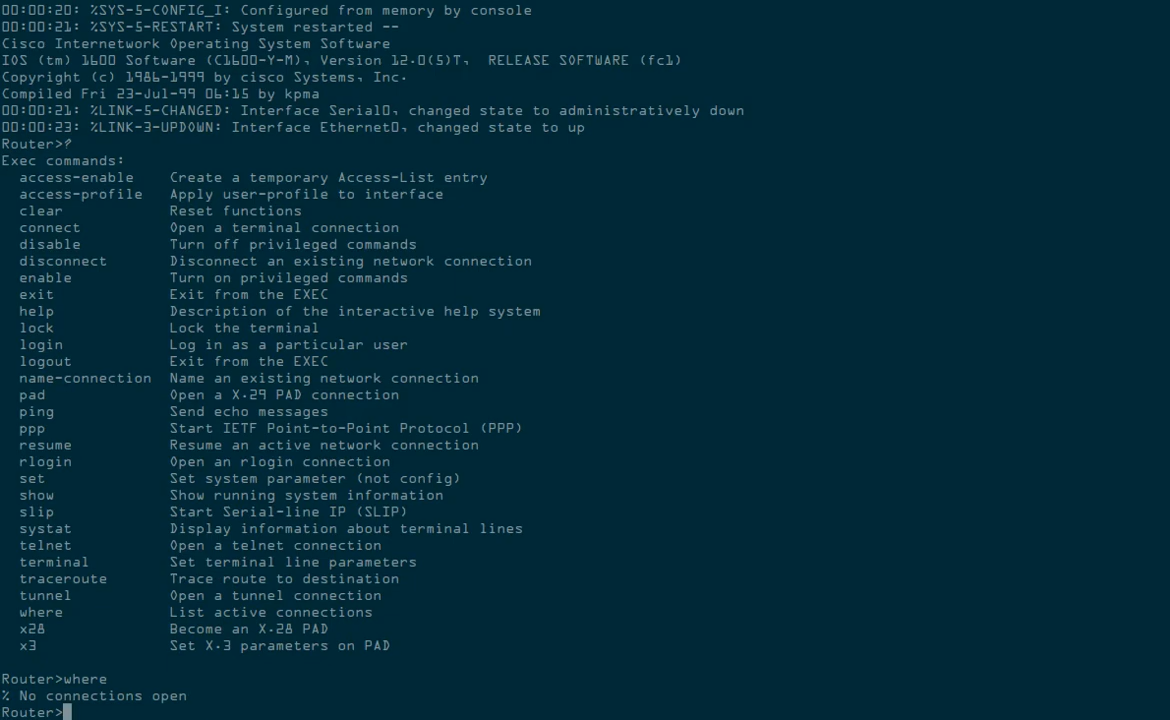 00:00:20: %SYS-5-CONFIG_I: Configured from memory by console
00:00:21: %SYS-5-RESTART: System restarted --
Cisco Internetwork Operating System Software
IOS (tm) 1600 Software (C1600-Y-M), Version 12.0(5)T,  RELEASE SOFTWARE (fc1)
Copyright (c) 1986-1999 by cisco Systems, Inc.
Compiled Fri 23-Jul-99 06:15 by kpma
00:00:21: %LINK-5-CHANGED: Interface Serial0, changed state to administratively down
00:00:23: %LINK-3-UPDOWN: Interface Ethernet0, changed state to up
Router>?
Exec commands:
  access-enable    Create a temporary Access-List entry
  access-profile   Apply user-profile to interface
  clear            Reset functions
  connect          Open a terminal connection
  disable          Turn off privileged commands
  disconnect       Disconnect an existing network connection
  enable           Turn on privileged commands
  exit             Exit from the EXEC
  help             Description of the interactive help system
  lock             Lock the terminal
  login            Log in as a particular user
  logout           Exit from the EXEC
  name-connection  Name an existing network connection
  pad              Open a X.29 PAD connection
  ping             Send echo messages
  ppp              Start IETF Point-to-Point Protocol (PPP)
  resume           Resume an active network connection
  rlogin           Open an rlogin connection
  set              Set system parameter (not config)
  show             Show running system information
  slip             Start Serial-line IP (SLIP)
  systat           Display information about terminal lines
  telnet           Open a telnet connection
  terminal         Set terminal line parameters
  traceroute       Trace route to destination
  tunnel           Open a tunnel connection
  where            List active connections
  x28              Become an X.28 PAD
  x3               Set X.3 parameters on PAD
Router>where
% No connections open
Router>